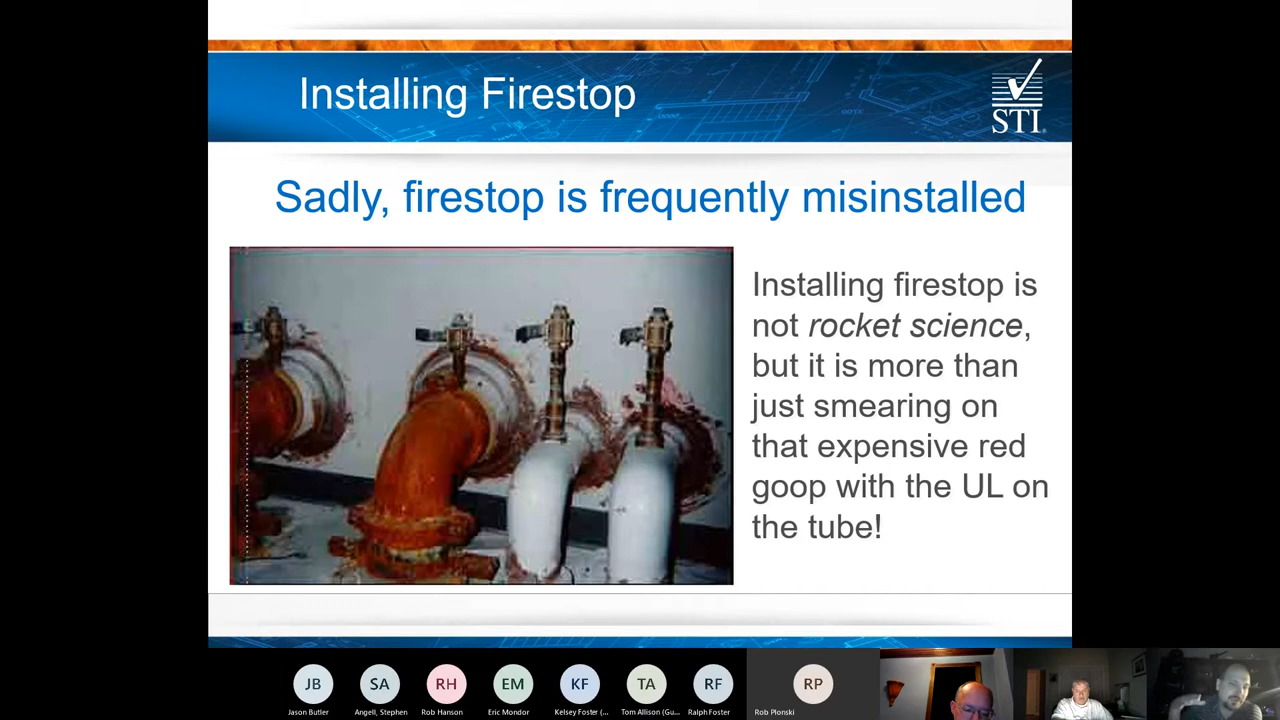 Installing Firestop
STI
Sadly, firestop is frequently misinstalled
Installing firestop is
not rocket science,
but it is more than
just smearing on
that expensive red
goop with the UL on
the tube!
JB
SA
RH
EM
KF
TA
RF
RP
Jason Butler
Angell, Stephen
Rob Hanson
Eric Mondor
Kelsey Foster (...
Tom Allison (Gu...
Ralph Foster
Rob Plonski